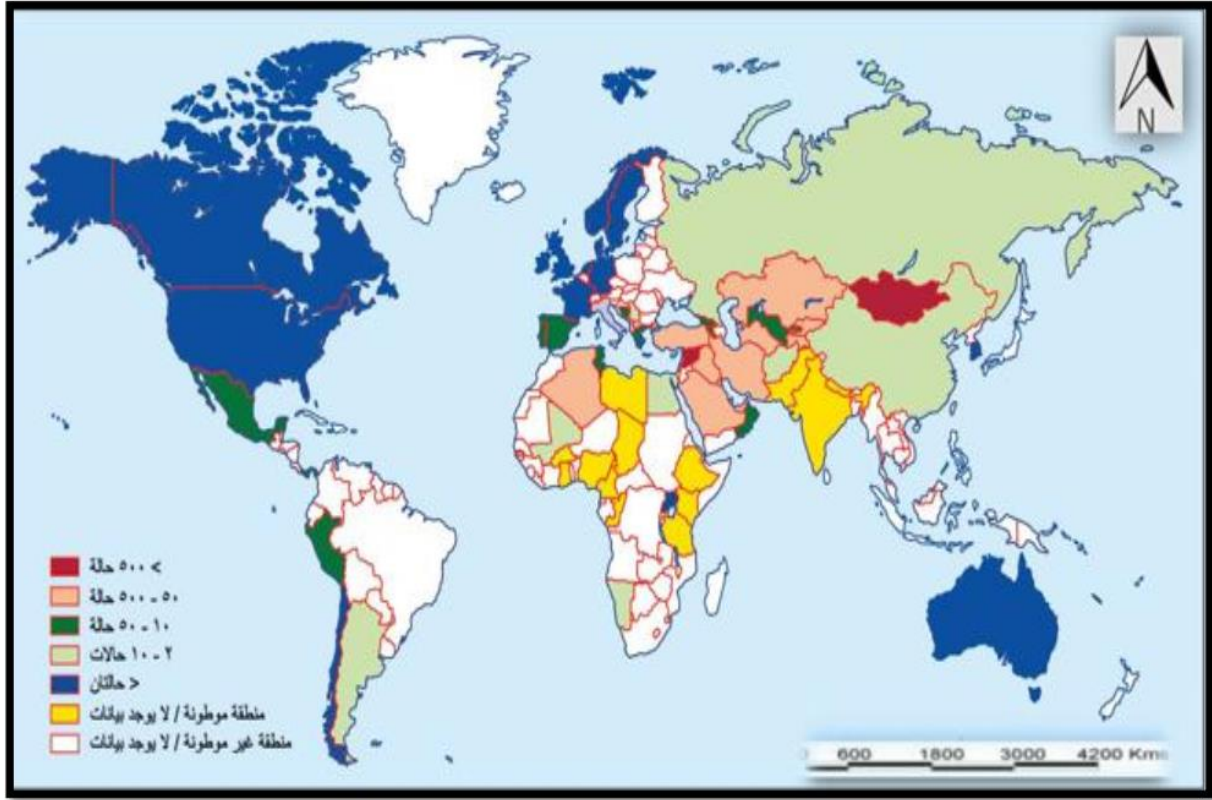 N
> ٥٠٠ حالة
٥٠ - ٥٠٠ حالة
١٠ - ٥٠ حالة
٢ - ١٠ حالات
< حالتان
منطقة موطونة / لا يوجد بيانات
منطقة غير موطونة / لا يوجد بيانات
0 600 1800 3000 4200 Kms